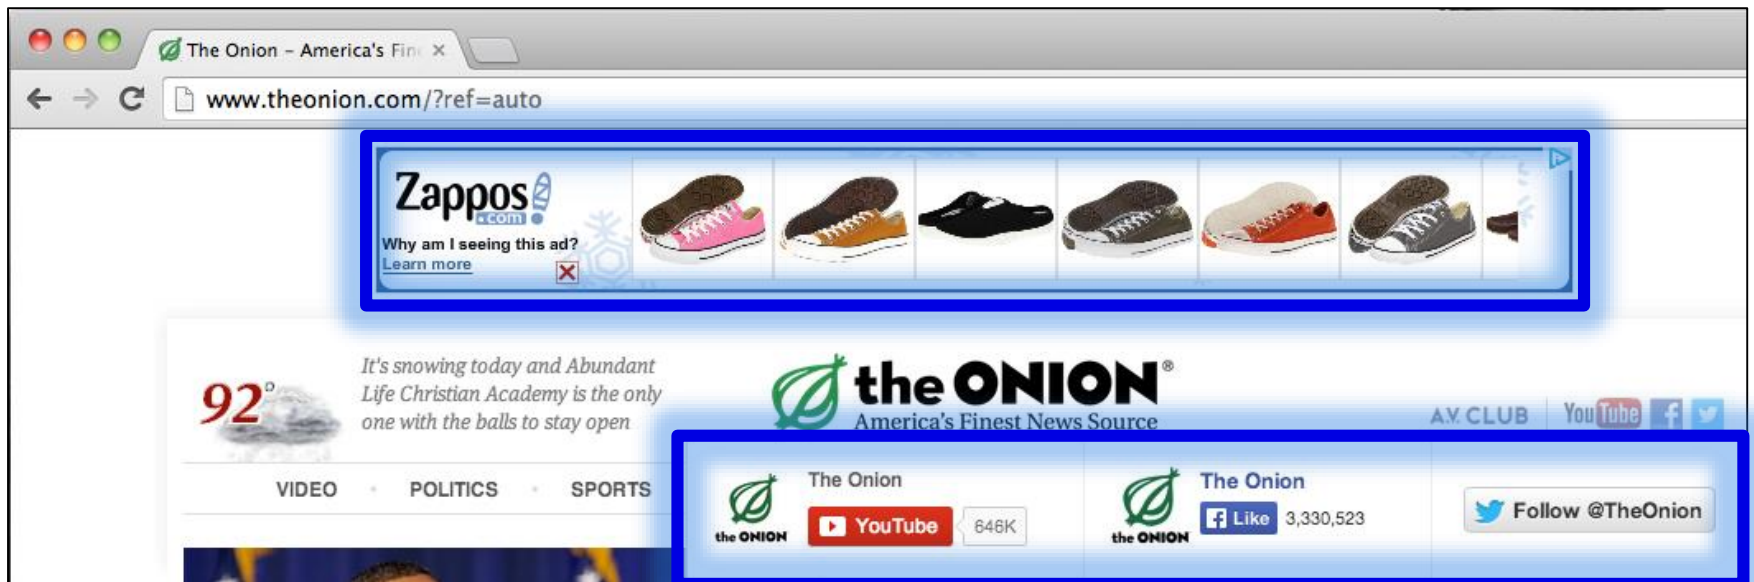 The Onion – America's Fin
www.theonion.com/?ref=auto
Zappos
.com
Why am I seeing this ad?
Learn more
92°
It's snowing today and Abundant
Life Christian Academy is the only
one with the balls to stay open
the ONION®
America's Finest News Source
A.V. CLUB
YouTube
VIDEO • POLITICS • SPORTS
the ONION
The Onion
YouTube 646K
the ONION
The Onion
Like 3,330,523
Follow @TheOnion